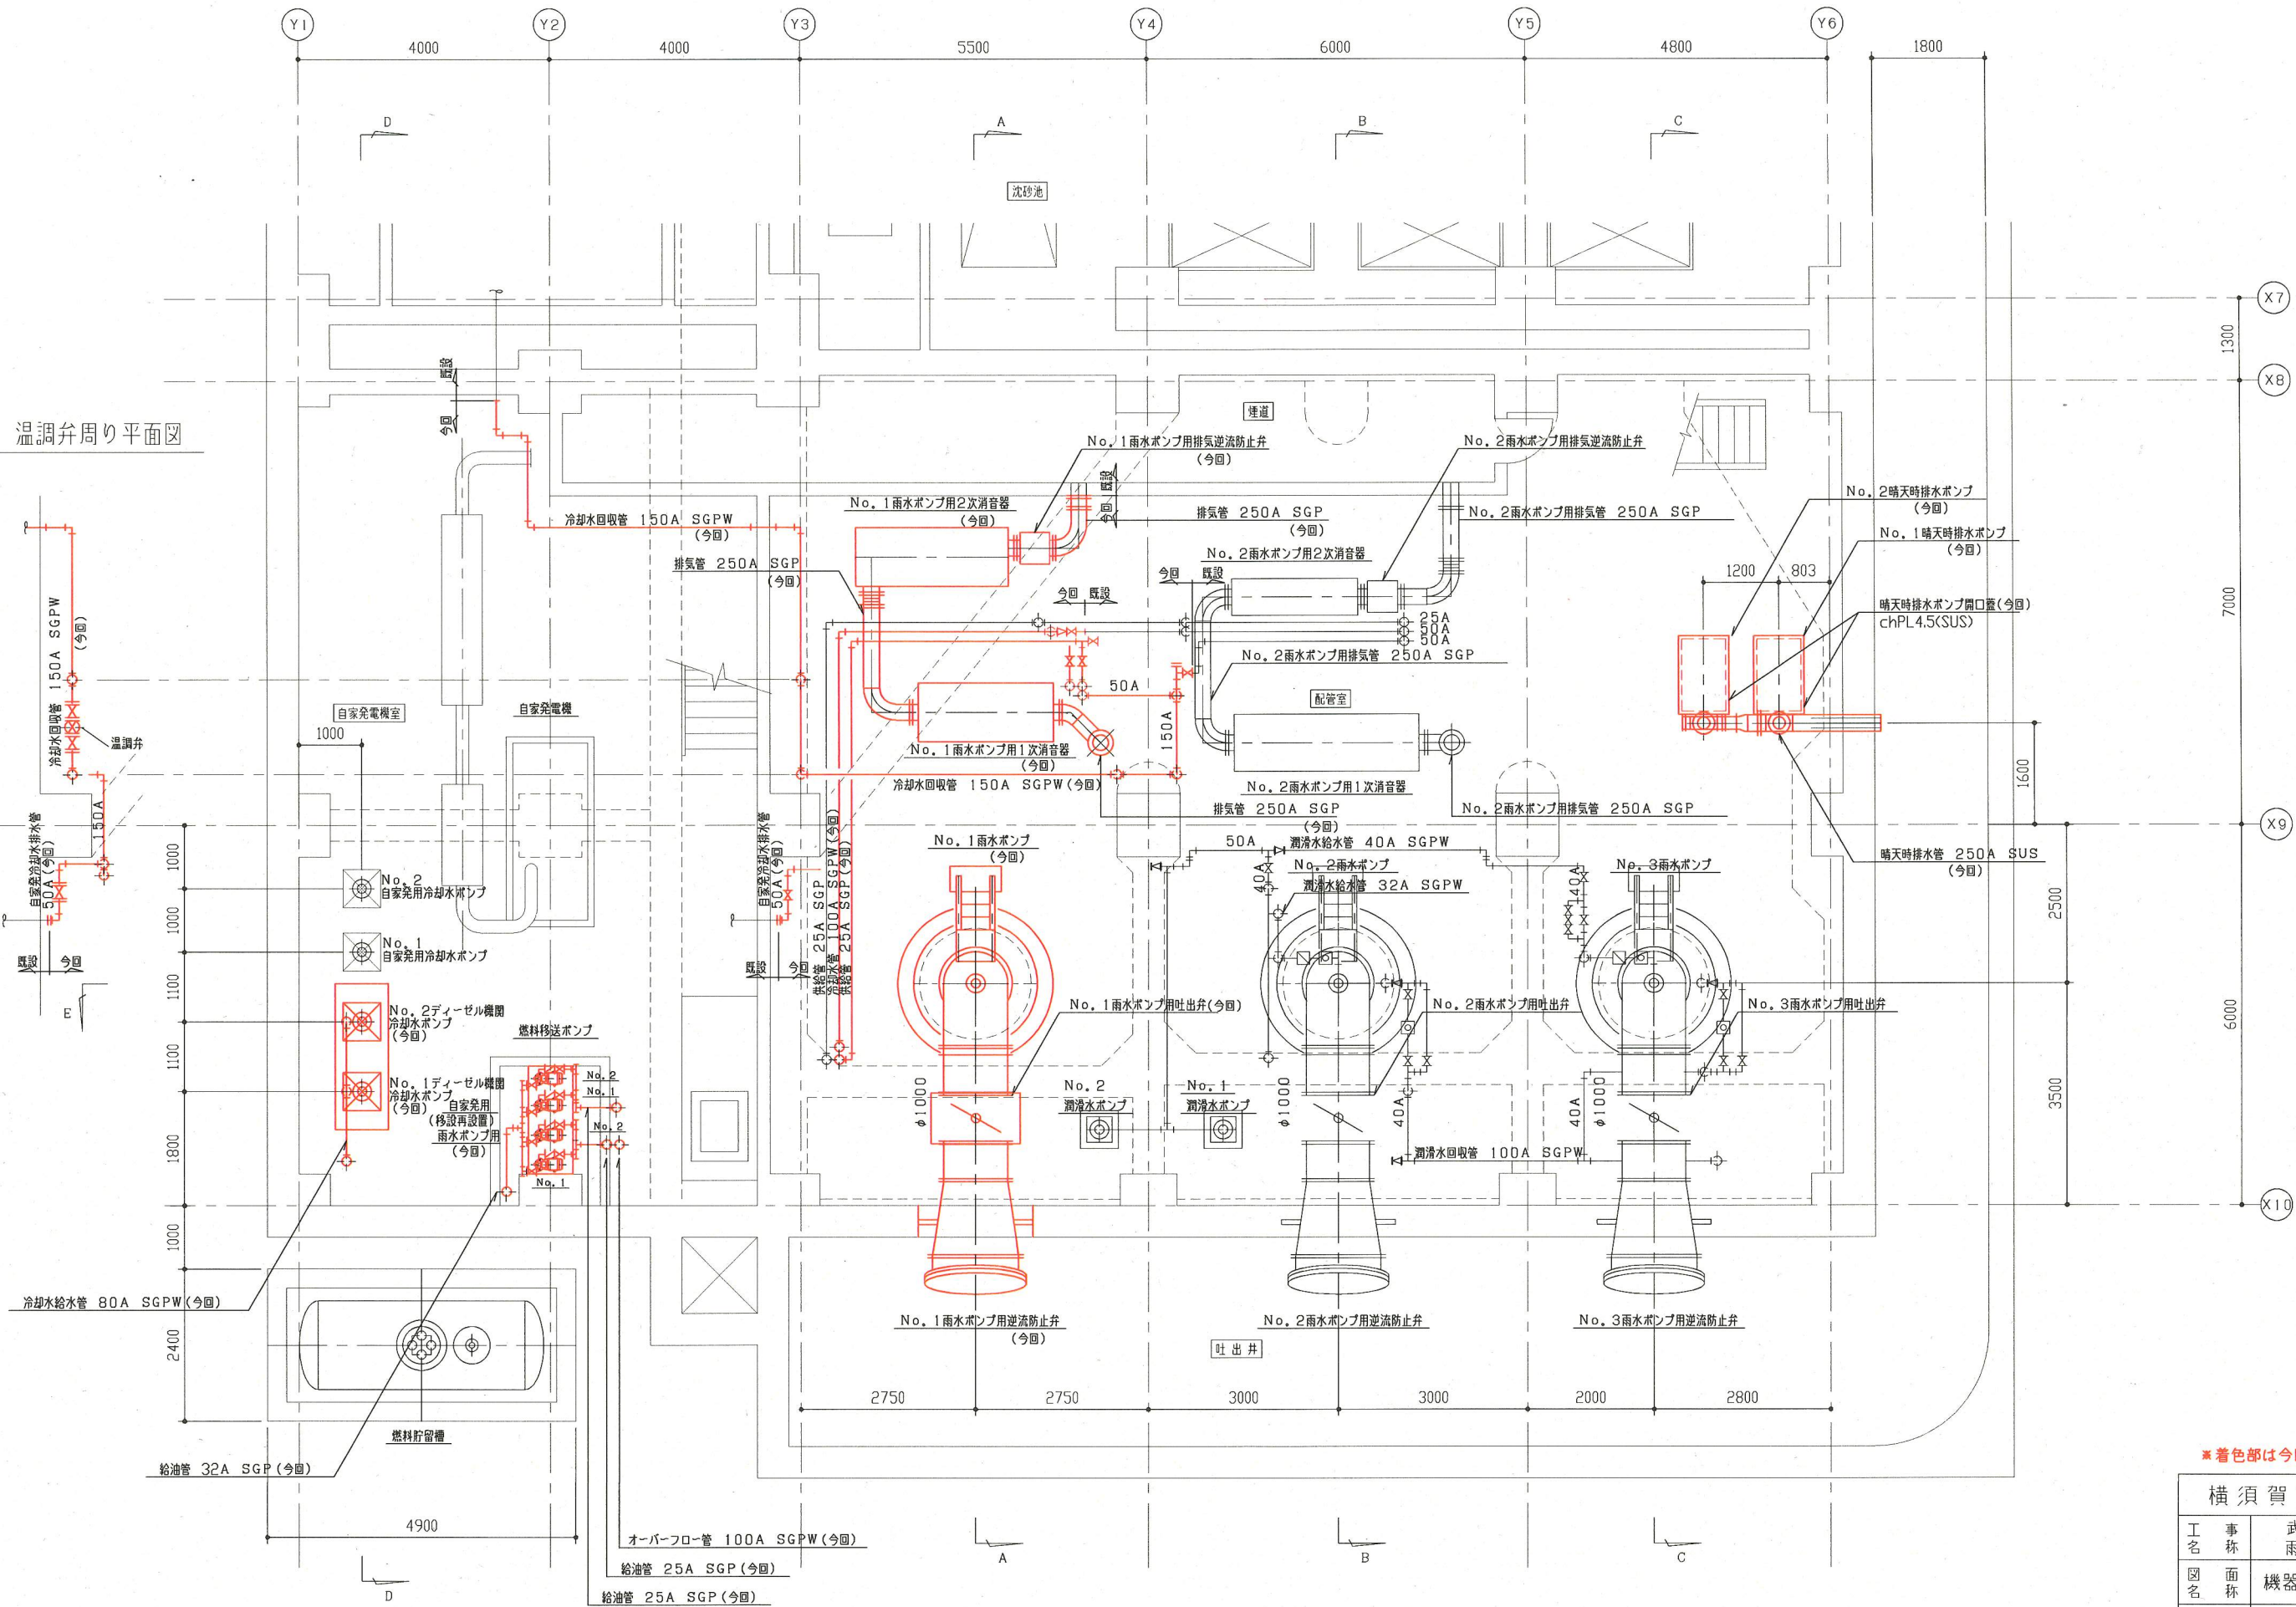 Y1
Y2
Y3
Y4
Y5
Y6
4000
4000
5500
6000
4800
1800
D
A
B
C
沈砂池
X7
1300
X8
7000
X9
6000
X10
温調弁周り平面図
既設
今回
煙道
No. 1雨水ポンプ用排気逆流防止弁
(今回)
No. 2雨水ポンプ用排気逆流防止弁
今回
既設
No. 1雨水ポンプ用2次消音器
(今回)
排気管 250A SGP
(今回)
No. 2雨水ポンプ用排気管 250A SGP
No. 2晴天時排水ポンプ
(今回)
No. 1晴天時排水ポンプ
(今回)
冷却水回収管 150A SGPW
(今回)
排気管 250A SGP
(今回)
No. 2雨水ポンプ用2次消音器
今回
既設
今回
既設
1200
803
晴天時排水ポンプ開口蓋(今回)
chPL4.5(SUS)
25A
50A
50A
冷却水回収管 150A SGPW
(今回)
温調弁
150A
自家発冷却水排水管
50A (今回)
既設
今回
E
No. 2雨水ポンプ用排気管 250A SGP
50A
150A
配管室
自家発電機室
自家発電機
1000
No. 1雨水ポンプ用1次消音器
(今回)
冷却水回収管 150A SGPW(今回)
No. 2雨水ポンプ用1次消音器
排気管 250A SGP
(今回)
No. 2雨水ポンプ用排気管 250A SGP
1600
晴天時排水管 250A SUS
(今回)
2500
3500
自家発冷却水排水管
50A (今回)
既設
今回
供給管 25A SGP
冷却水管 100A SGPW(今回)
供給管 25A SGP(今回)
No. 1雨水ポンプ
(今回)
50A
潤滑水給水管 40A SGPW
40A
No. 2雨水ポンプ
潤滑水給水管 32A SGPW
No. 3雨水ポンプ
40A
1000
1000
1100
1100
1800
1000
2400
No. 2
自家発用冷却水ポンプ
No. 1
自家発用冷却水ポンプ
No. 2ディーゼル機関
冷却水ポンプ
(今回)
No. 1ディーゼル機関
冷却水ポンプ
(今回)
燃料移送ポンプ
自家発用
(移設再設置)
雨水ポンプ用
(今回)
No. 2
No. 1
No. 2
No. 1
No. 1雨水ポンプ用吐出弁(今回)
No. 2雨水ポンプ用吐出弁
No. 3雨水ポンプ用吐出弁
φ1000
No. 2
潤滑水ポンプ
No. 1
潤滑水ポンプ
φ1000
40A
40A
φ1000
潤滑水回収管 100A SGPW
冷却水給水管 80A SGPW(今回)
No. 1雨水ポンプ用逆流防止弁
(今回)
No. 2雨水ポンプ用逆流防止弁
No. 3雨水ポンプ用逆流防止弁
吐出井
2750
2750
3000
3000
2000
2800
燃料貯留槽
給油管 32A SGP(今回)
4900
オーバーフロー管 100A SGPW(今回)
給油管 25A SGP(今回)
給油管 25A SGP(今回)
D
A
B
C
※着色部は今
横須賀
工事
名称
雨
図面
名称
機器